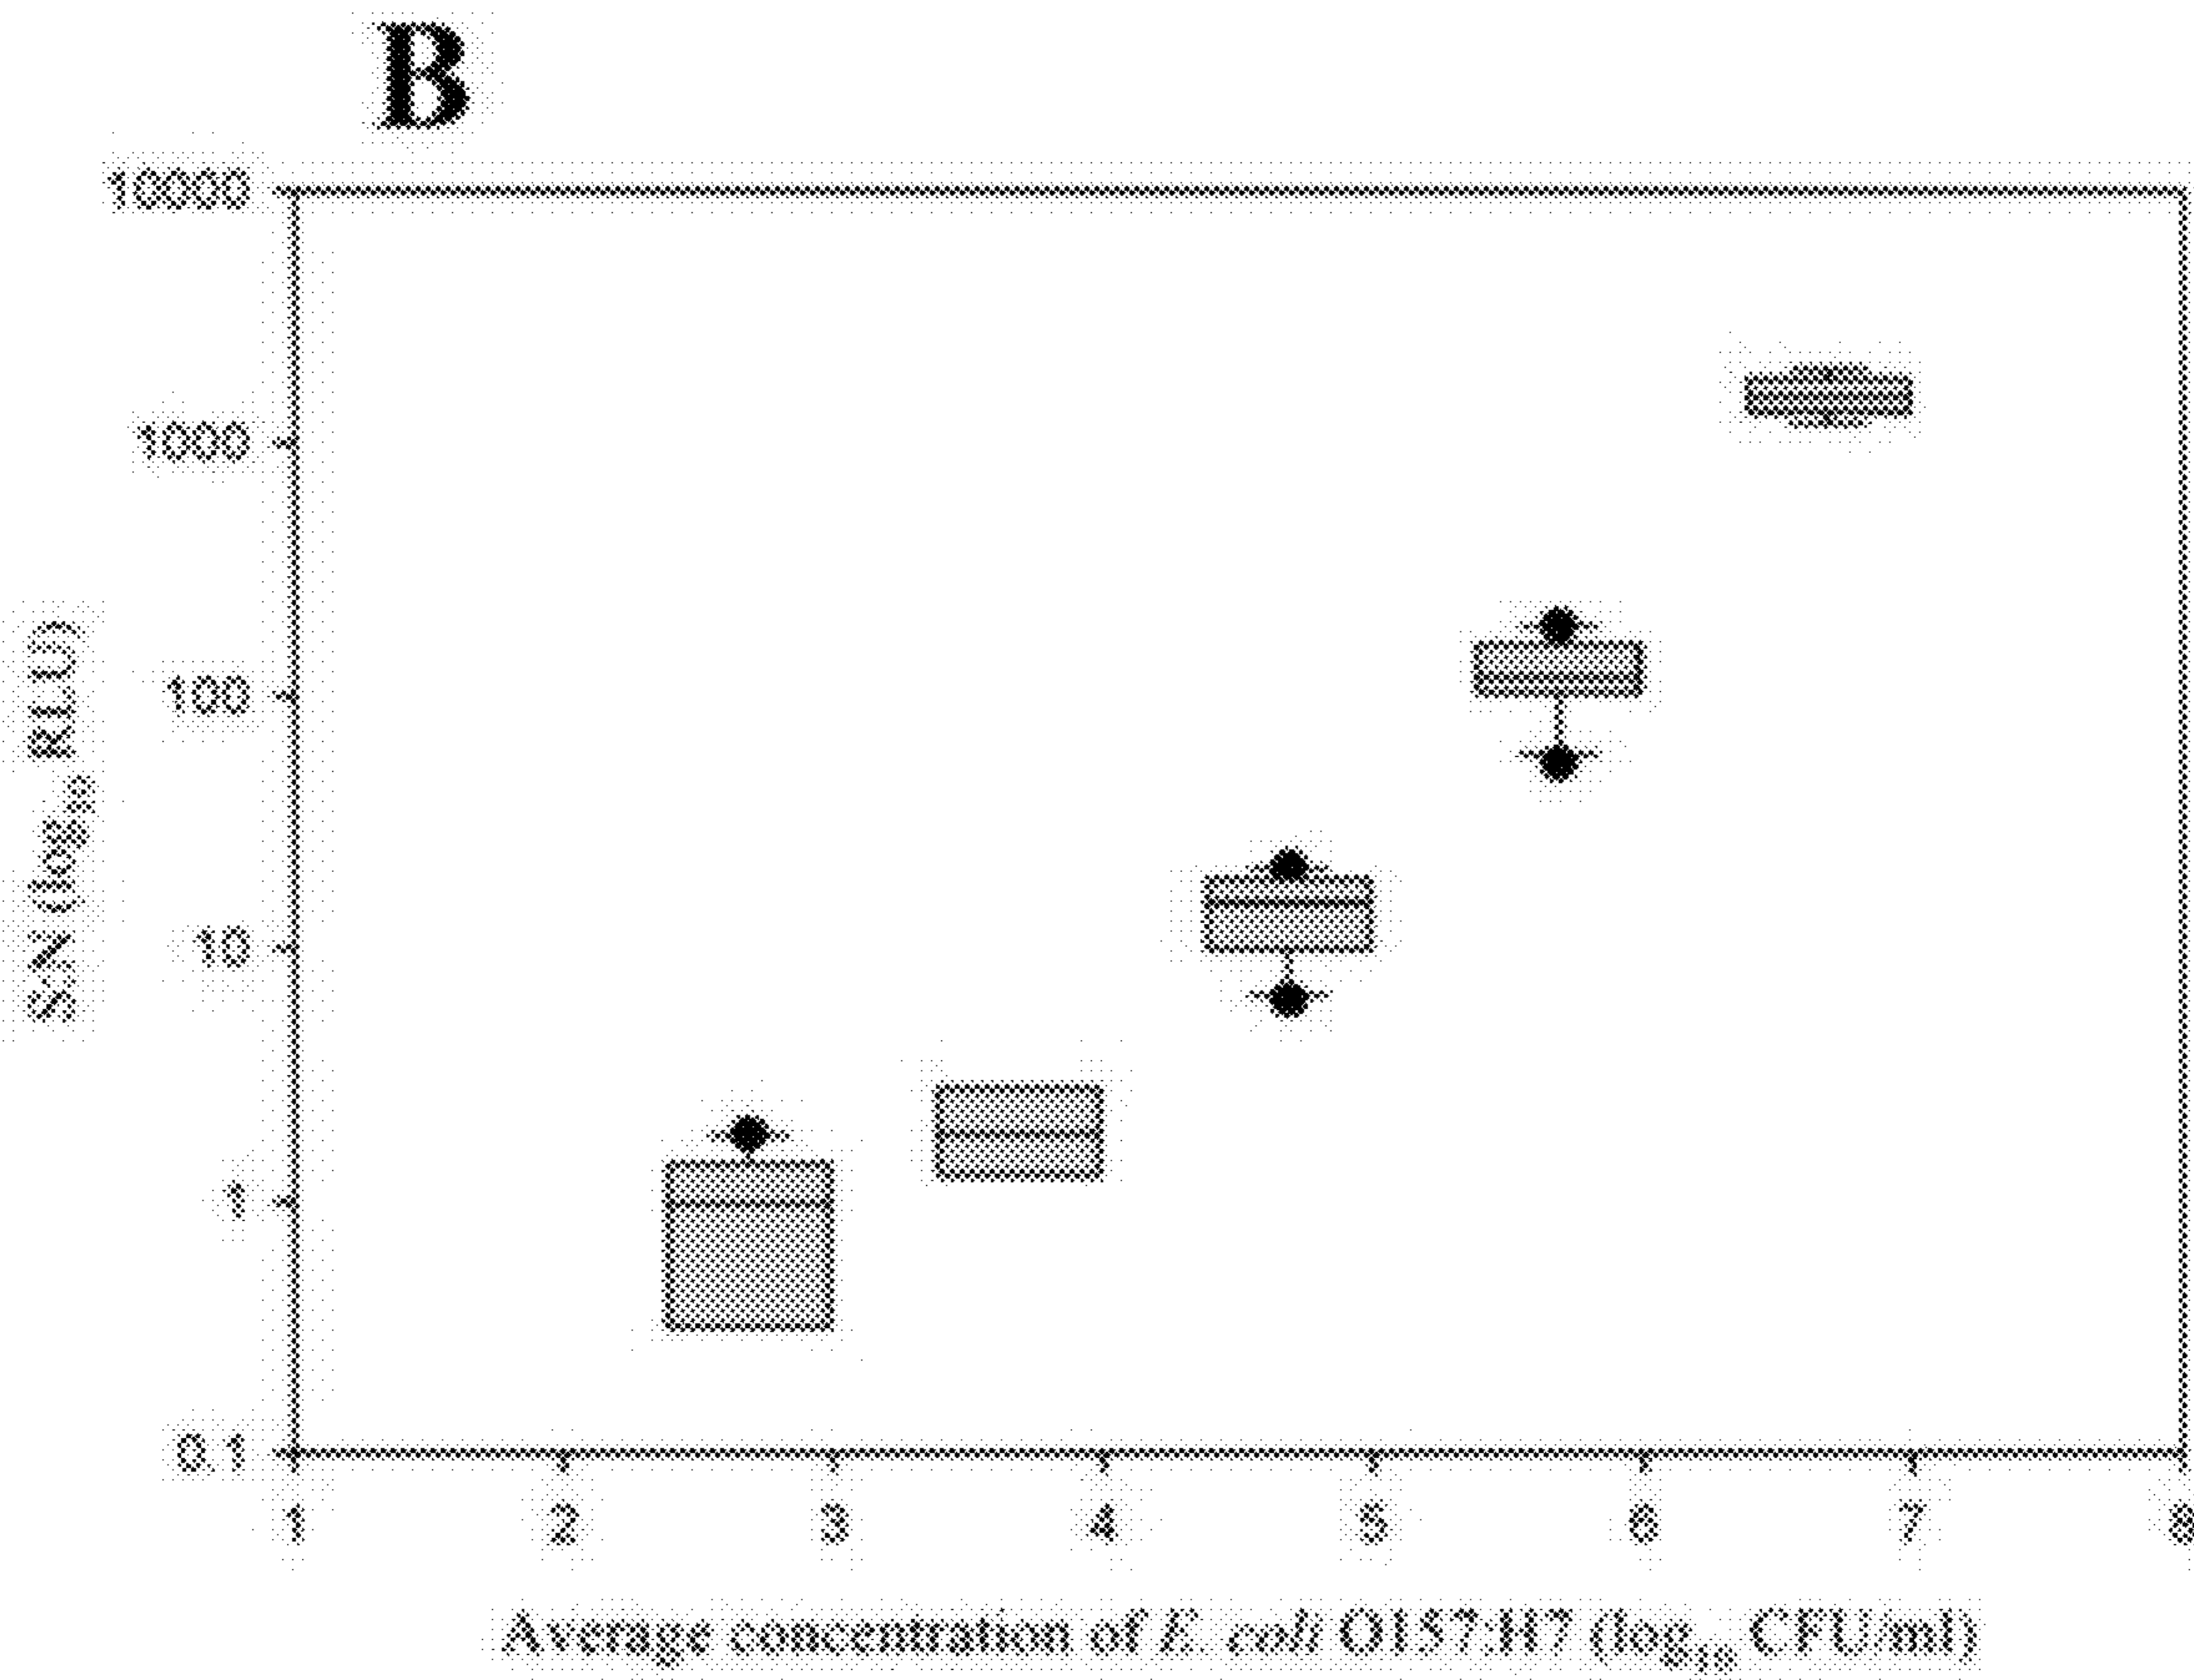 B
10000
1000
100
10
1
0.1
S/N (log₁₀ RLU)
1 2 3 4 5 6 7 8
Average concentration of E. coli O157:H7 (log₁₀ CFU/ml)